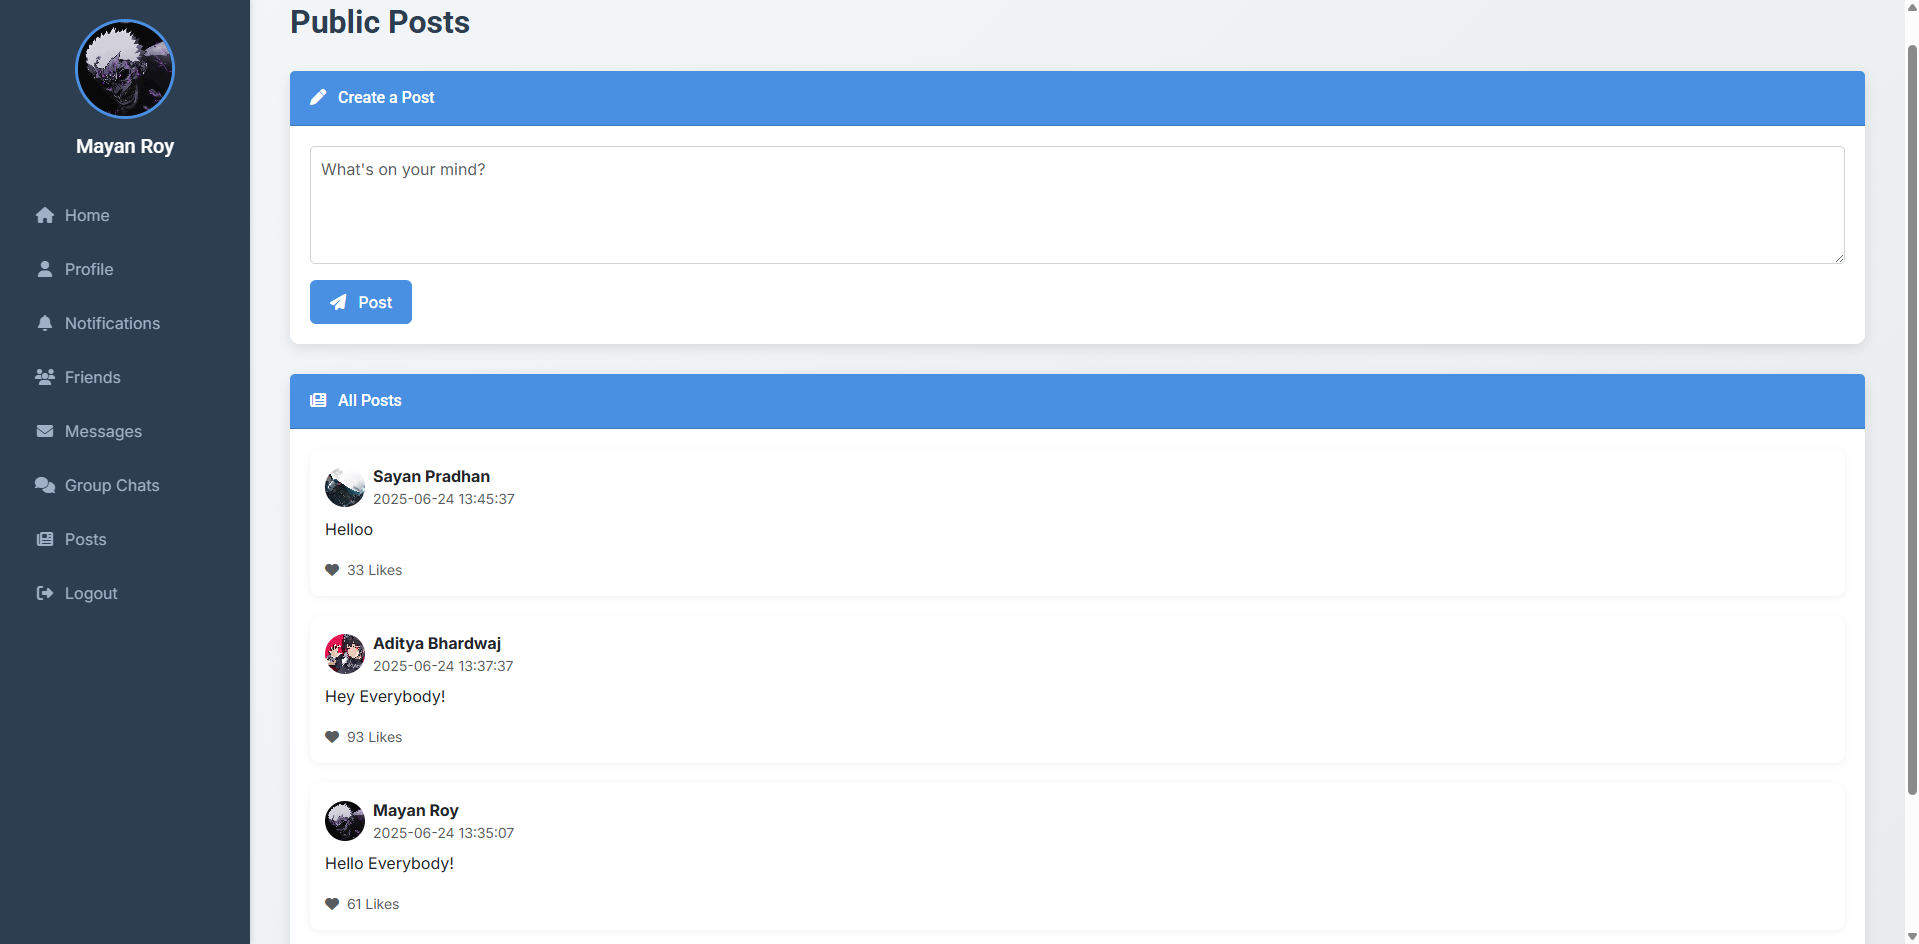 Mayan Roy
Home
Profile
Notifications
Friends
Messages
Group Chats
Posts
Logout
Public Posts
Create a Post
What's on your mind?
Post
All Posts
Sayan Pradhan
2025-06-24 13:45:37
Helloo
33 Likes
Aditya Bhardwaj
2025-06-24 13:37:37
Hey Everybody!
93 Likes
Mayan Roy
2025-06-24 13:35:07
Hello Everybody!
61 Likes